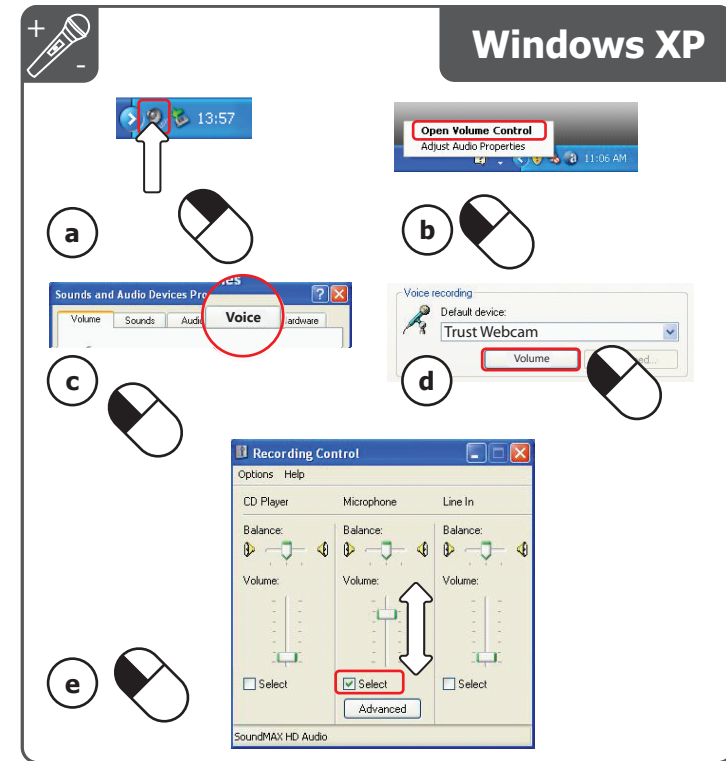 +
-
Windows XP
13:57
Open Volume Control
Adjust Audio Properties
11:06 AM
a
b
Sounds and Audio Devices Pro
?
Volume Sounds Audio Voice ardware
Voice recording
Default device:
Trust Webcam
Volume ed...
c
d
Recording Control
Options Help
CD Player Microphone Line In
Balance: Balance: Balance:
Volume: Volume: Volume:
Select Select Select
Advanced
e
SoundMAX HD Audio